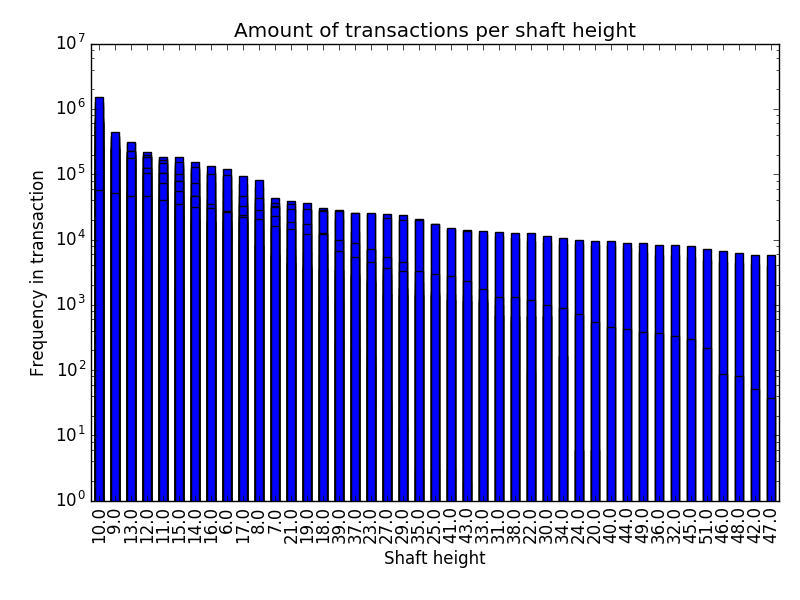 Amount of transactions per shaft height
Frequency in transaction
10^7
10^6
10^5
10^4
10^3
10^2
10^1
10^0
10.0 9.0 13.0 12.0 11.0 15.0 14.0 16.0 6.0 17.0 8.0 7.0 21.0 19.0 18.0 39.0 37.0 23.0 27.0 29.0 35.0 25.0 41.0 43.0 33.0 31.0 38.0 22.0 30.0 34.0 24.0 20.0 40.0 44.0 49.0 36.0 32.0 45.0 51.0 46.0 48.0 42.0 47.0
Shaft height